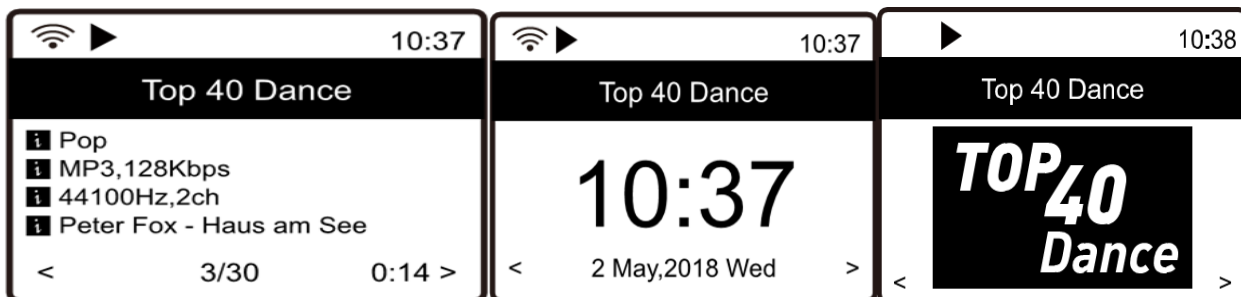 10:37
Top 40 Dance
i Pop
i MP3,128Kbps
i 44100Hz,2ch
i Peter Fox - Haus am See
< 3/30 0:14 >
10:37
Top 40 Dance
10:37
< 2 May,2018 Wed >
10:38
Top 40 Dance
TOP
40
Dance
< >